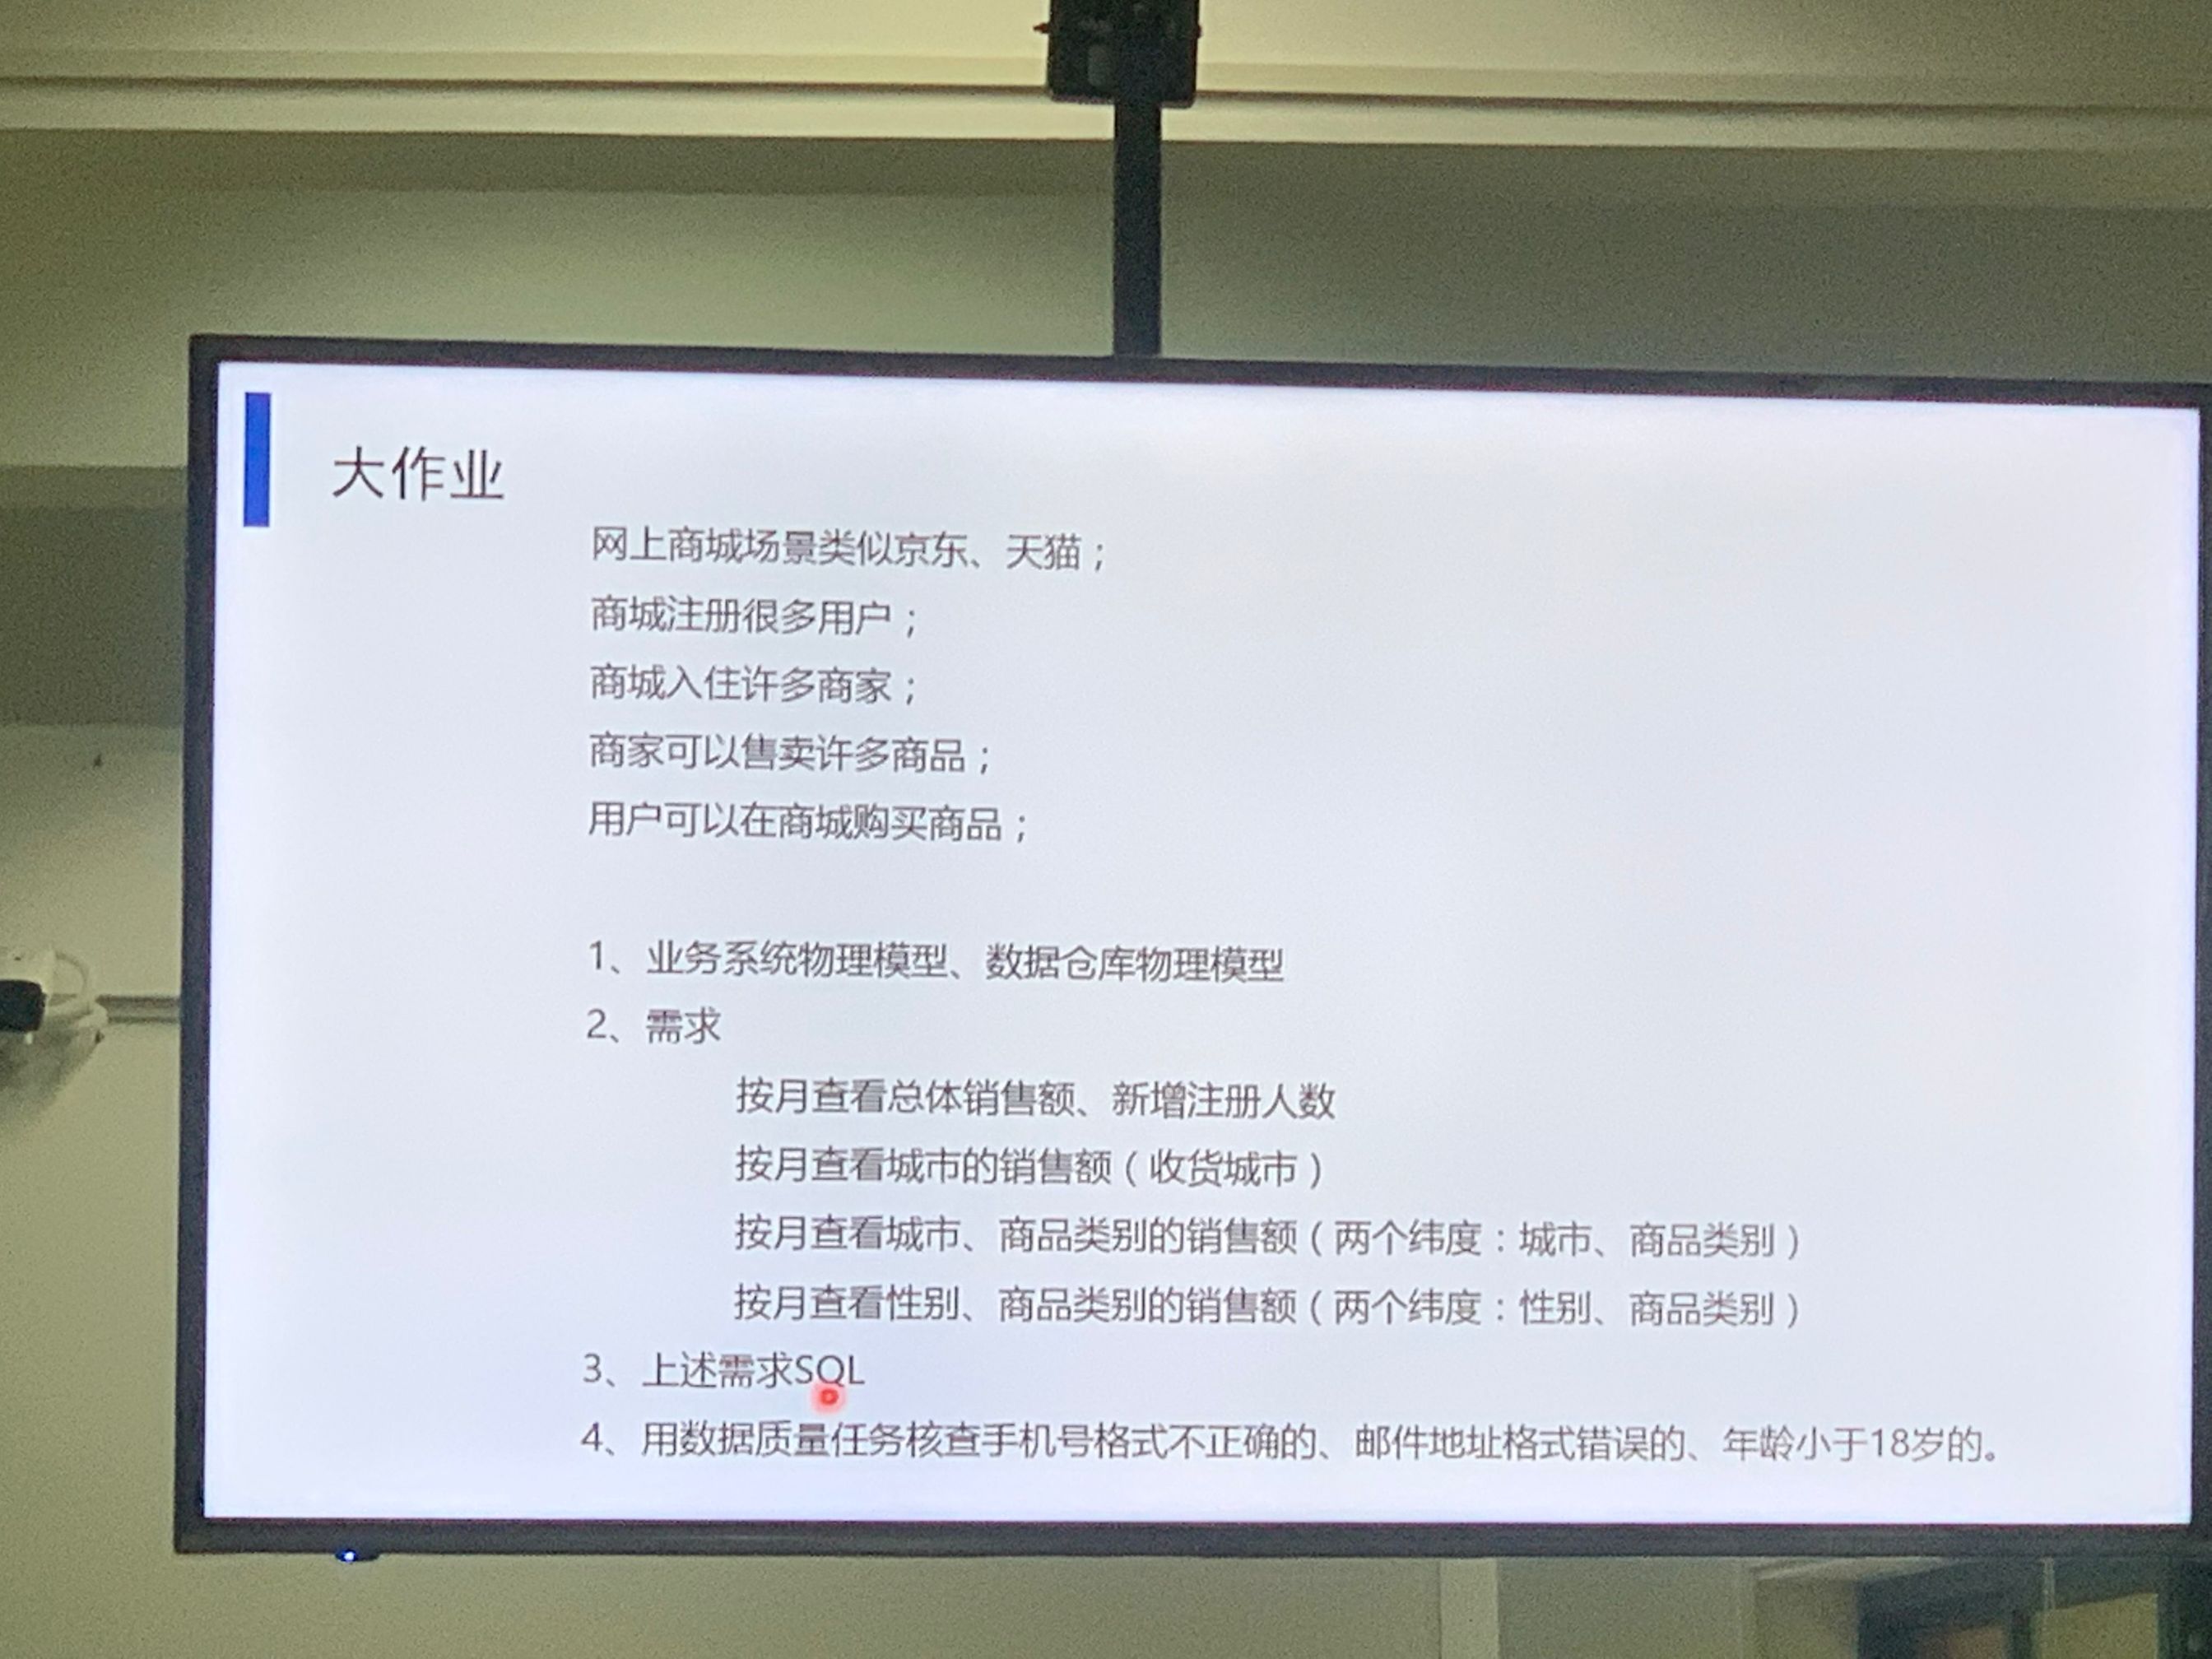 大作业
网上商城场景类似京东、天猫；
商城注册很多用户；
商城入住许多商家；
商家可以售卖许多商品；
用户可以在商城购买商品；
1、业务系统物理模型、数据仓库物理模型
2、需求
按月查看总体销售额、新增注册人数
按月查看城市的销售额（收货城市）
按月查看城市、商品类别的销售额（两个纬度：城市、商品类别）
按月查看性别、商品类别的销售额（两个纬度：性别、商品类别）
3、上述需求SQL
4、用数据质量任务核查手机号格式不正确的、邮件地址格式错误的、年龄小于18岁的。